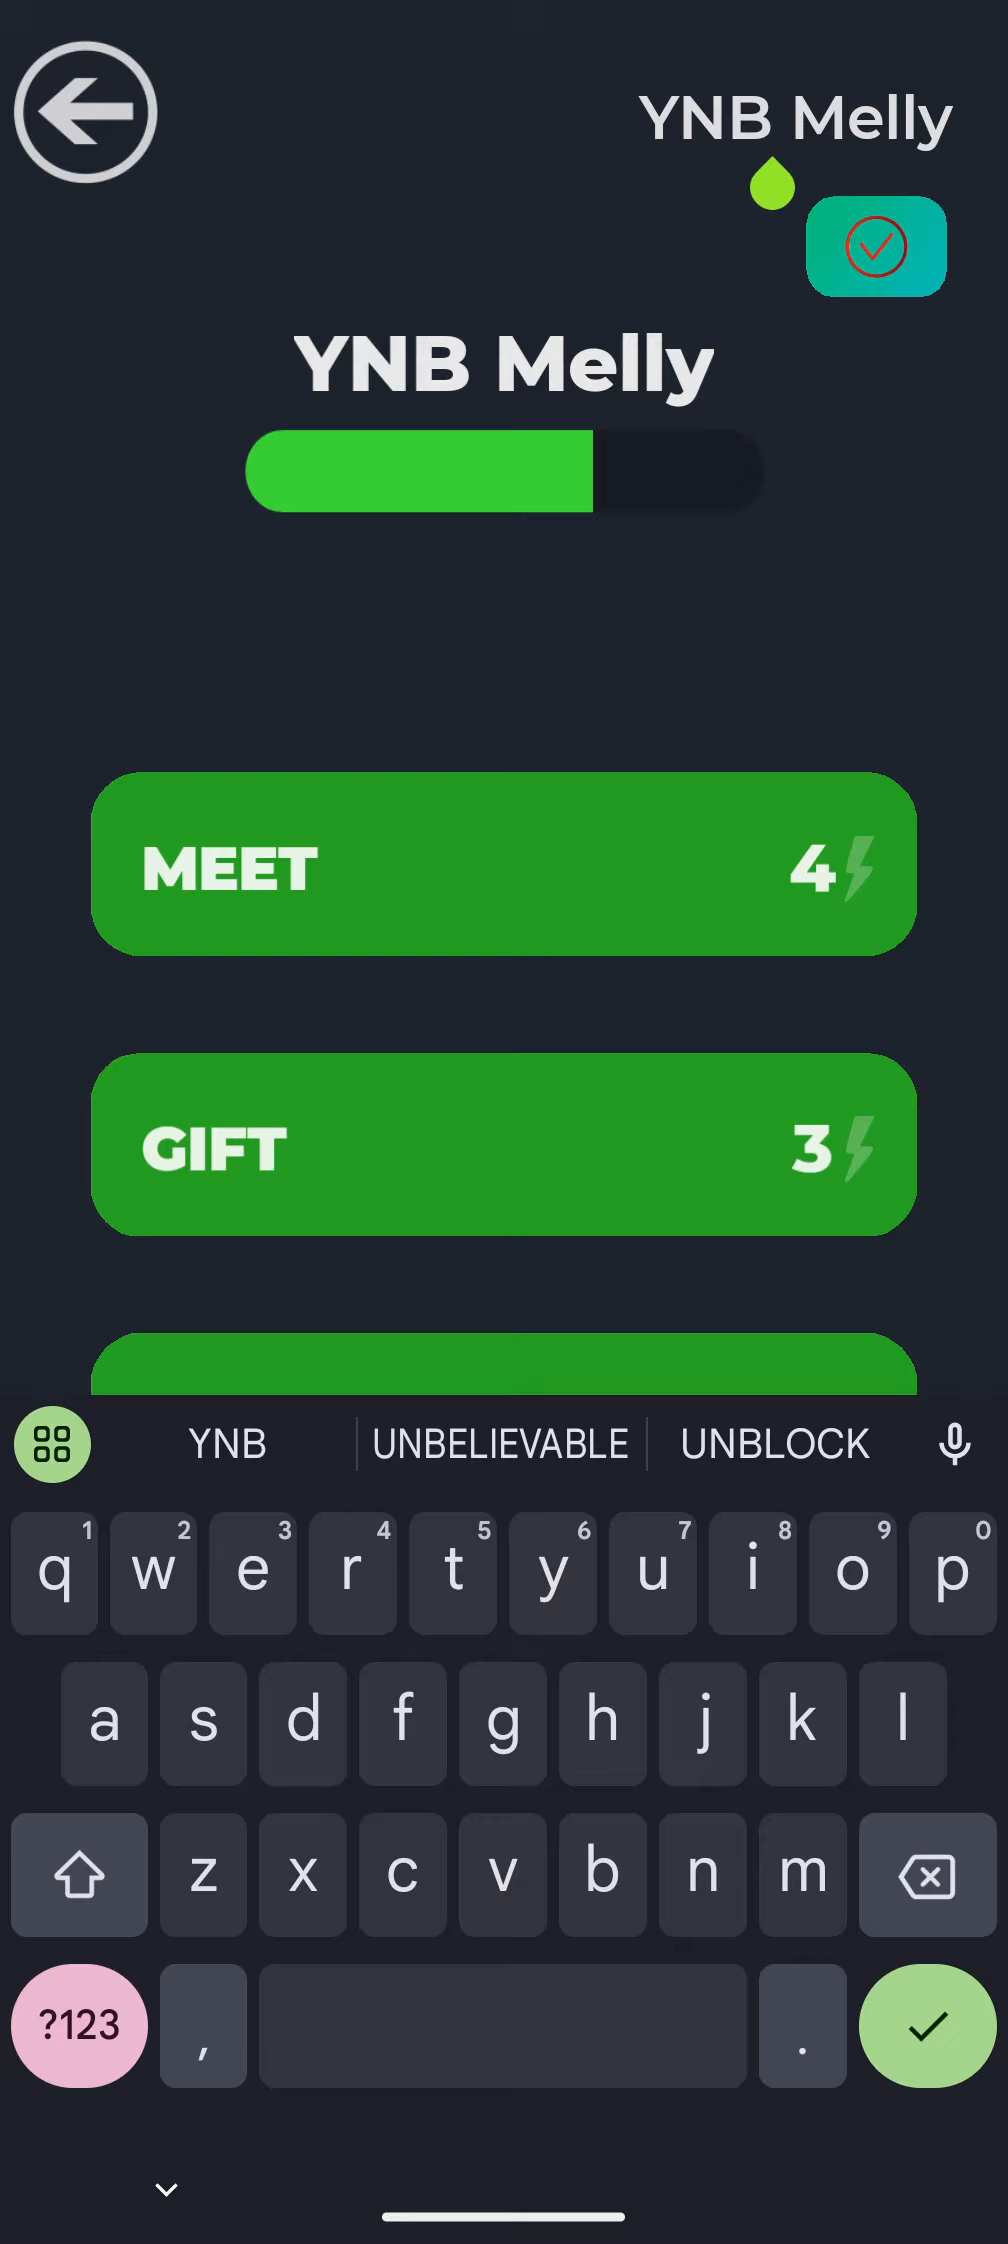 YNB Melly
YNB Melly
MEET 4
GIFT 3
YNB UNBELIEVABLE UNBLOCK
1 2 3 4 5 6 7 8 9 0
q w e r t y u i o p
a s d f g h j k l
z x c v b n m
?123 , .